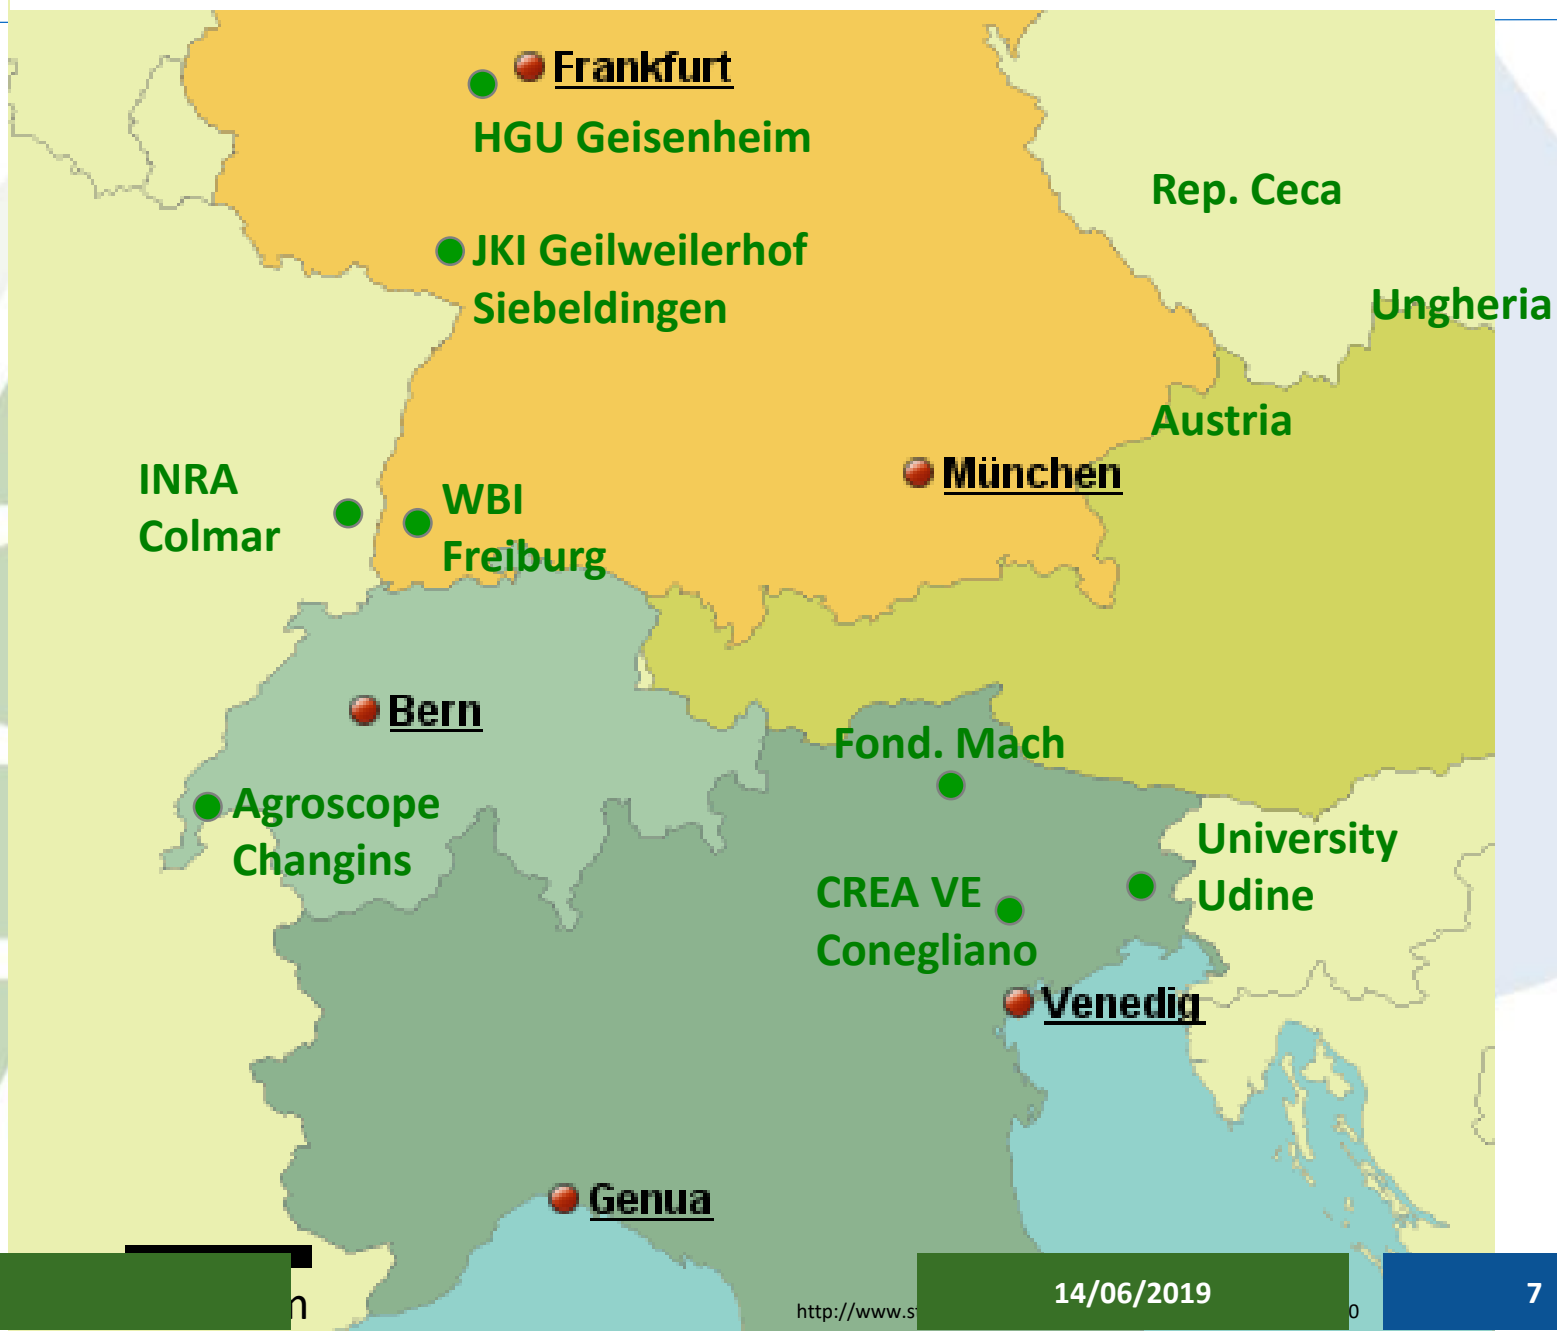 Frankfurt
HGU Geisenheim
Rep. Ceca
JKI Geilweilerhof
Siebeldingen
Ungheria
Austria
München
INRA
Colmar
WBI
Freiburg
Bern
Fond. Mach
Agroscope
Changins
University
Udine
CREA VE
Conegliano
Venedig
Genua
14/06/2019
7
http://www.s